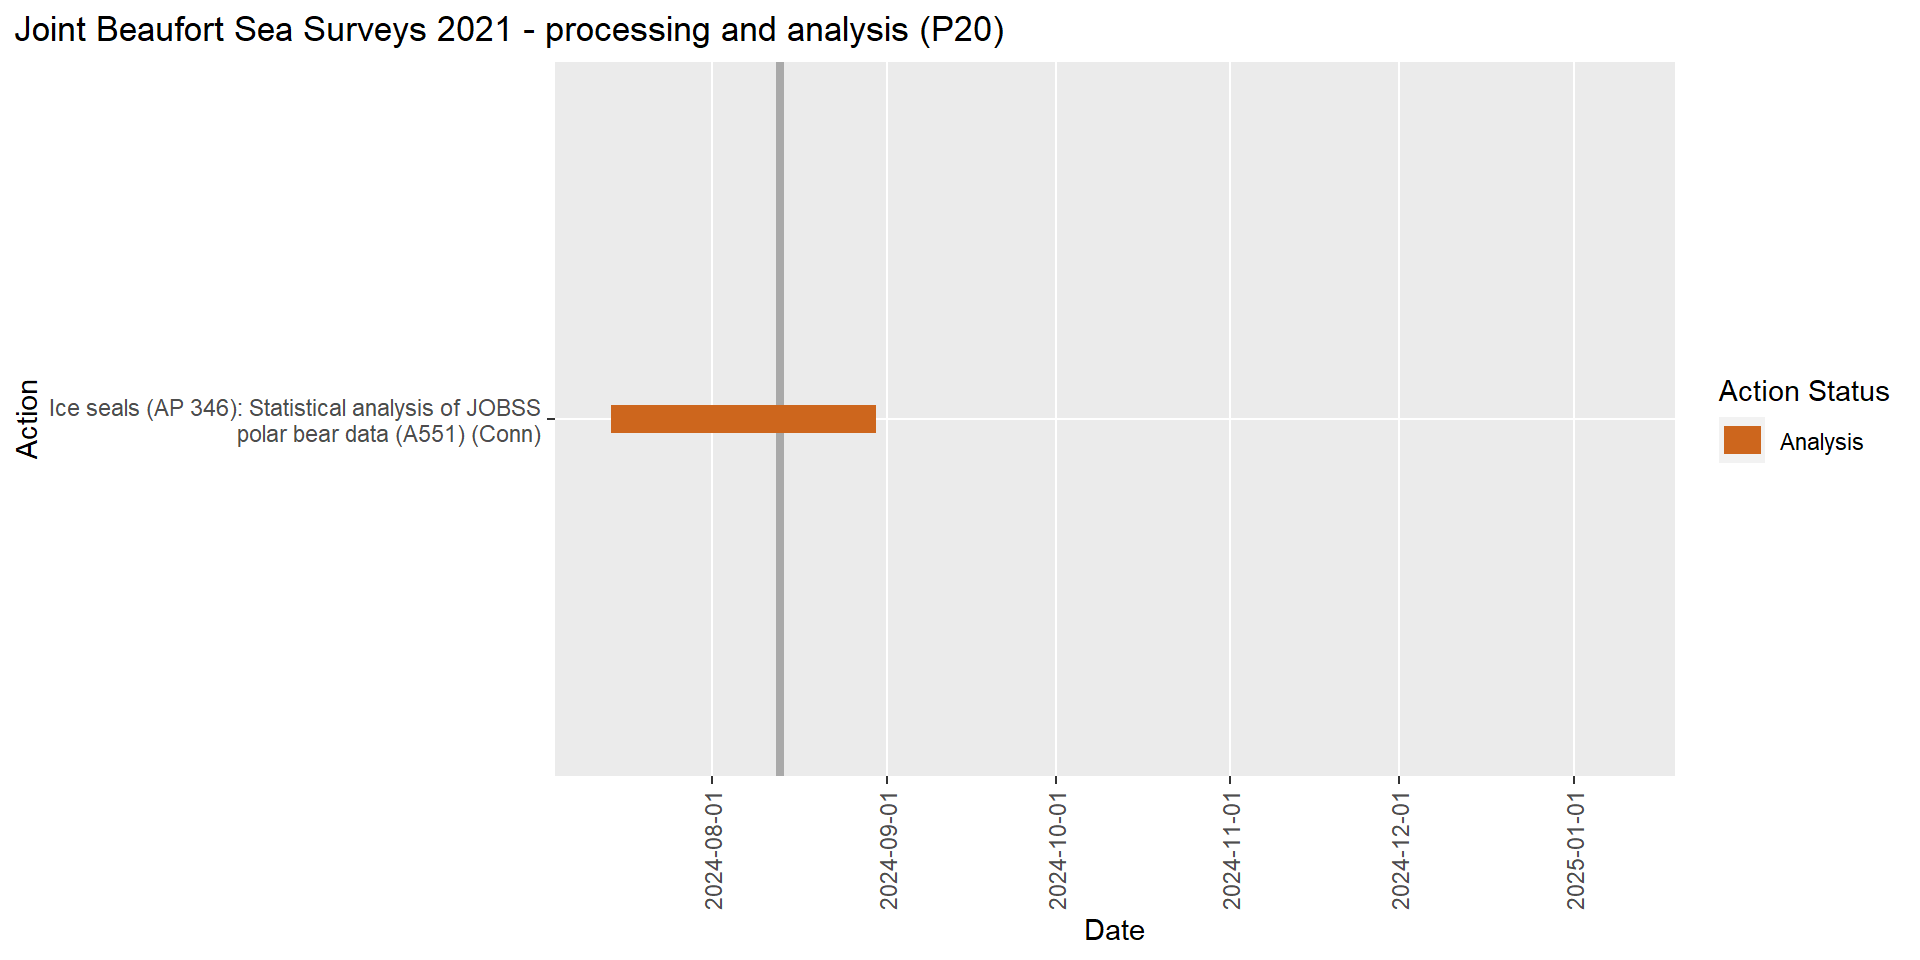 Joint Beaufort Sea Surveys 2021 - processing and analysis (P20)
Action
Ice seals (AP 346): Statistical analysis of JOBSS
polar bear data (A551) (Conn)
Action Status
Analysis
2024-08-01
2024-09-01
2024-10-01
2024-11-01
2024-12-01
2025-01-01
Date